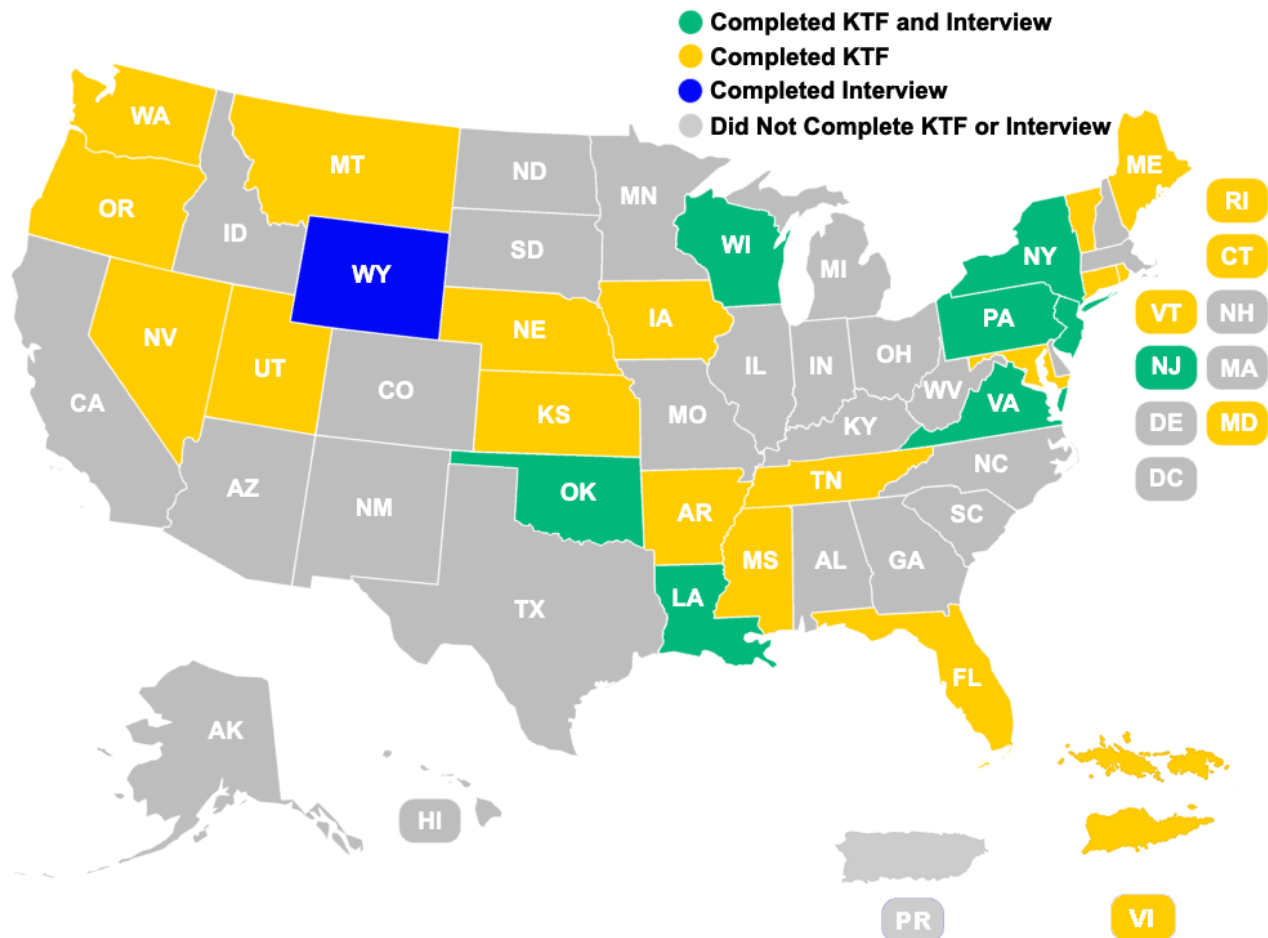 Completed KTF and Interview
Completed KTF
Completed Interview
Did Not Complete KTF or Interview
WA
MT
ND
MN
ME
OR
ID
SD
WI
MI
NY
RI
WY
CT
NV
UT
NE
IA
PA
VT
NH
CA
CO
KS
MO
IL
IN
OH
WV
VA
NJ
MA
KY
DE
MD
AZ
NM
OK
AR
TN
NC
DC
SC
TX
LA
MS
AL
GA
FL
AK
HI
PR
VI